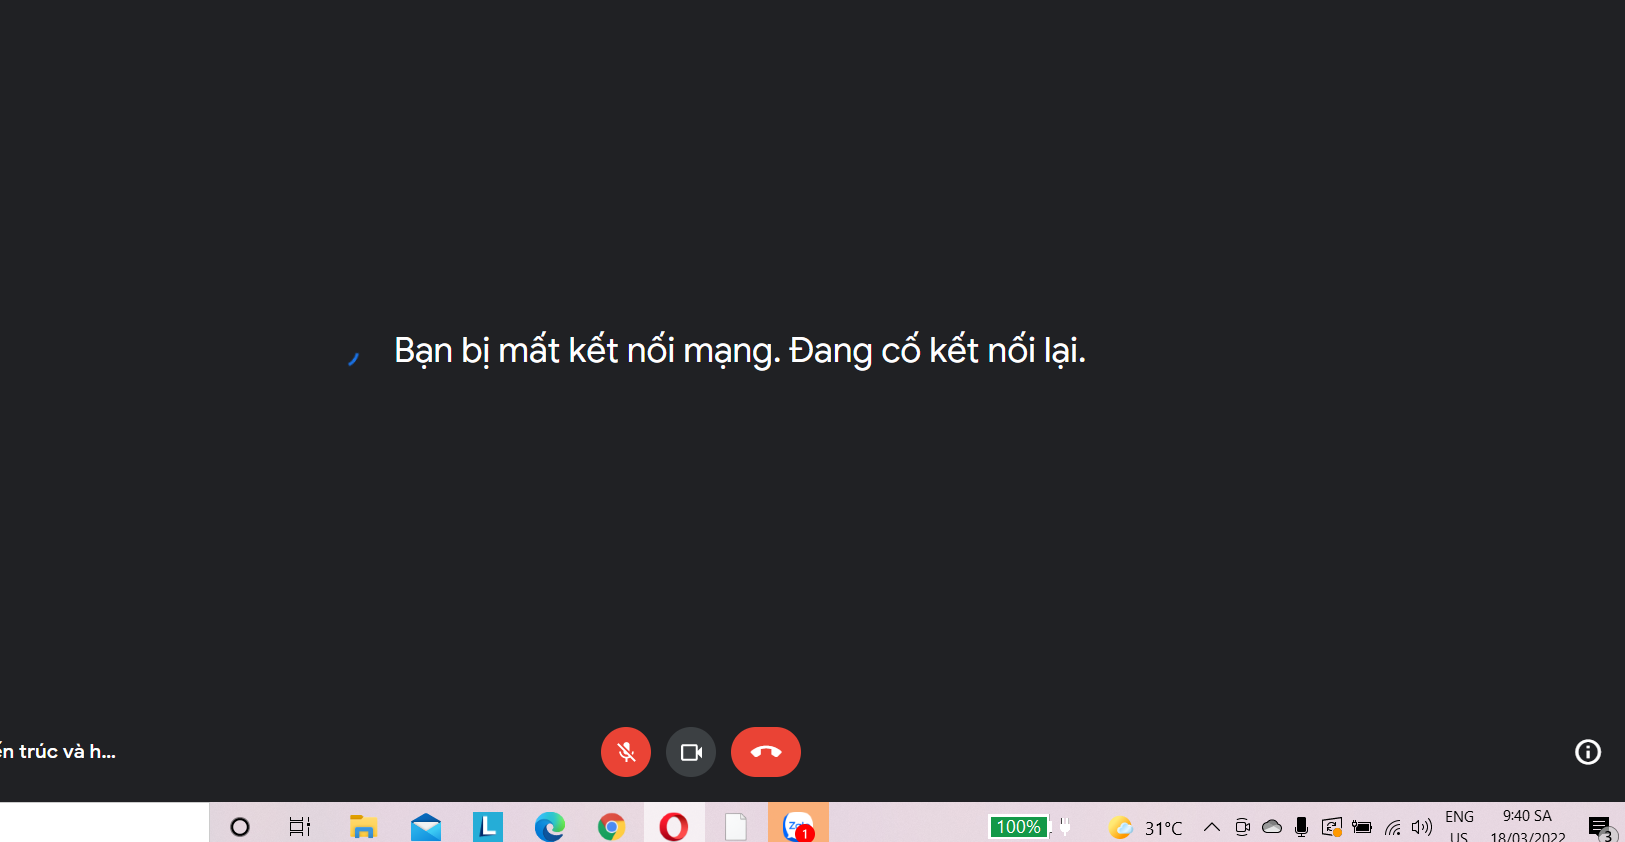 Bạn bị mất kết nối mạng. Đang cố kết nối lại.
trúc và h...
L
1
100%
31°C
ENG
US
9:40 SA
18/03/2022
3